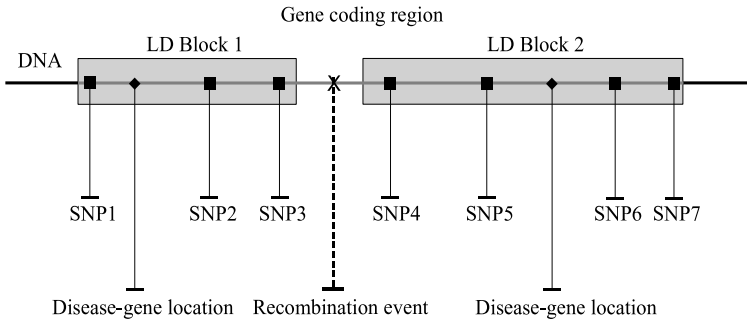 Gene coding region
LD Block 1
LD Block 2
DNA
X
SNP1
SNP2
SNP3
SNP4
SNP5
SNP6
SNP7
Disease-gene location
Recombination event
Disease-gene location